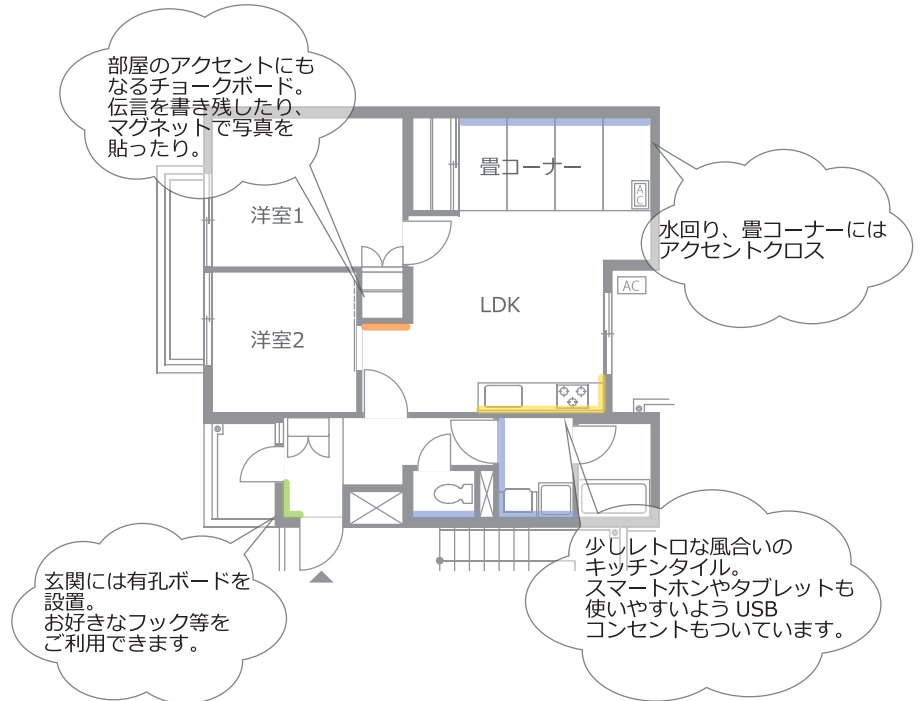 部屋のアクセントにも
なるチョークボード。
伝言を書き残したり、
マグネットで写真を
貼ったり。
畳コーナー
AC
洋室1
水回り、畳コーナーには
アクセントクロス
AC
LDK
洋室2
玄関には有孔ボードを
設置。
お好きなフック等を
ご利用できます。
少しレトロな風合いの
キッチンタイル。
スマートホンやタブレットも
使いやすいよう USB
コンセントもついています。